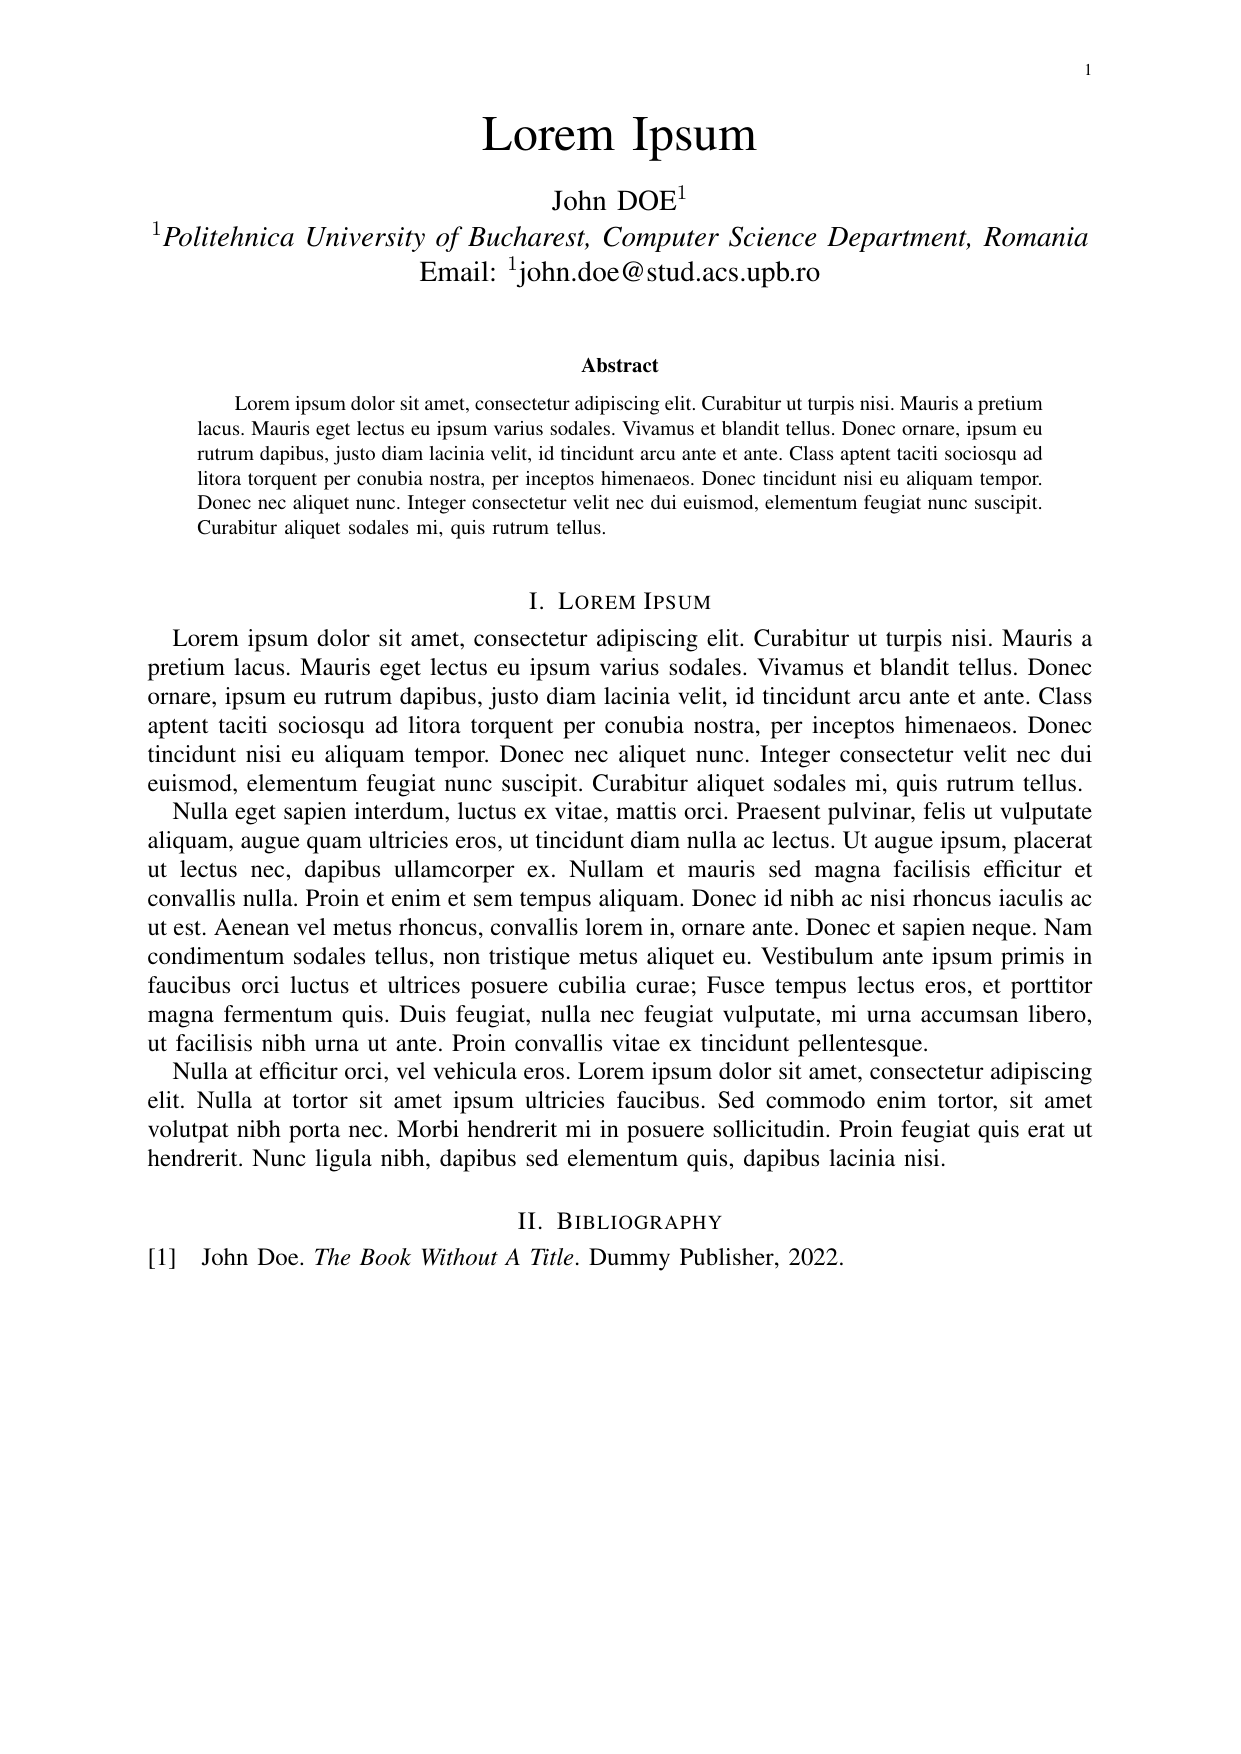 1
Lorem Ipsum
John DOE¹
¹Politehnica University of Bucharest, Computer Science Department, Romania
Email: ¹john.doe@stud.acs.upb.ro
Abstract
Lorem ipsum dolor sit amet, consectetur adipiscing elit. Curabitur ut turpis nisi. Mauris a pretium
lacus. Mauris eget lectus eu ipsum varius sodales. Vivamus et blandit tellus. Donec ornare, ipsum eu
rutrum dapibus, justo diam lacinia velit, id tincidunt arcu ante et ante. Class aptent taciti sociosqu ad
litora torquent per conubia nostra, per inceptos himenaeos. Donec tincidunt nisi eu aliquam tempor.
Donec nec aliquet nunc. Integer consectetur velit nec dui euismod, elementum feugiat nunc suscipit.
Curabitur aliquet sodales mi, quis rutrum tellus.
I. LOREM IPSUM
Lorem ipsum dolor sit amet, consectetur adipiscing elit. Curabitur ut turpis nisi. Mauris a
pretium lacus. Mauris eget lectus eu ipsum varius sodales. Vivamus et blandit tellus. Donec
ornare, ipsum eu rutrum dapibus, justo diam lacinia velit, id tincidunt arcu ante et ante. Class
aptent taciti sociosqu ad litora torquent per conubia nostra, per inceptos himenaeos. Donec
tincidunt nisi eu aliquam tempor. Donec nec aliquet nunc. Integer consectetur velit nec dui
euismod, elementum feugiat nunc suscipit. Curabitur aliquet sodales mi, quis rutrum tellus.
Nulla eget sapien interdum, luctus ex vitae, mattis orci. Praesent pulvinar, felis ut vulputate
aliquam, augue quam ultricies eros, ut tincidunt diam nulla ac lectus. Ut augue ipsum, placerat
ut lectus nec, dapibus ullamcorper ex. Nullam et mauris sed magna facilisis efficitur et
convallis nulla. Proin et enim et sem tempus aliquam. Donec id nibh ac nisi rhoncus iaculis ac
ut est. Aenean vel metus rhoncus, convallis lorem in, ornare ante. Donec et sapien neque. Nam
condimentum sodales tellus, non tristique metus aliquet eu. Vestibulum ante ipsum primis in
faucibus orci luctus et ultrices posuere cubilia curae; Fusce tempus lectus eros, et porttitor
magna fermentum quis. Duis feugiat, nulla nec feugiat vulputate, mi urna accumsan libero,
ut facilisis nibh urna ut ante. Proin convallis vitae ex tincidunt pellentesque.
Nulla at efficitur orci, vel vehicula eros. Lorem ipsum dolor sit amet, consectetur adipiscing
elit. Nulla at tortor sit amet ipsum ultricies faucibus. Sed commodo enim tortor, sit amet
volutpat nibh porta nec. Morbi hendrerit mi in posuere sollicitudin. Proin feugiat quis erat ut
hendrerit. Nunc ligula nibh, dapibus sed elementum quis, dapibus lacinia nisi.
II. BIBLIOGRAPHY
[1] John Doe. The Book Without A Title. Dummy Publisher, 2022.